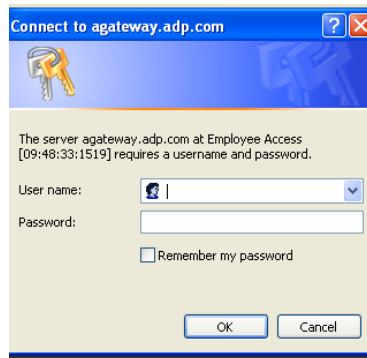 Connect to agateway.adp.com
The server agateway.adp.com at Employee Access
[09:48:33:1519] requires a username and password.
User name:
Password:
Remember my password
OK Cancel